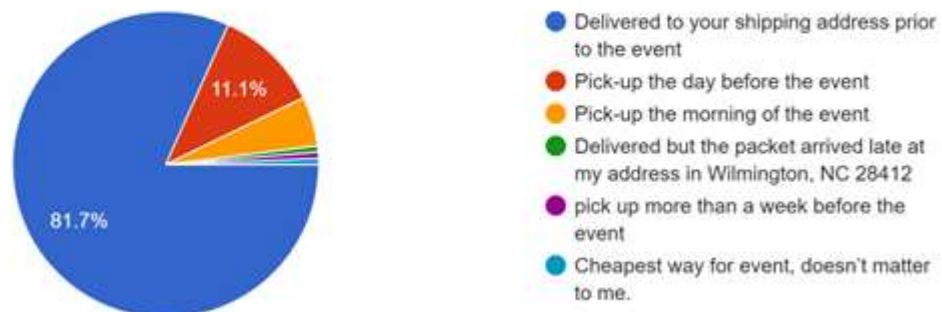 11.1%
81.7%
Delivered to your shipping address prior
to the event
Pick-up the day before the event
Pick-up the morning of the event
Delivered but the packet arrived late at
my address in Wilmington, NC 28412
pick up more than a week before the
event
Cheapest way for event, doesn't matter
to me.